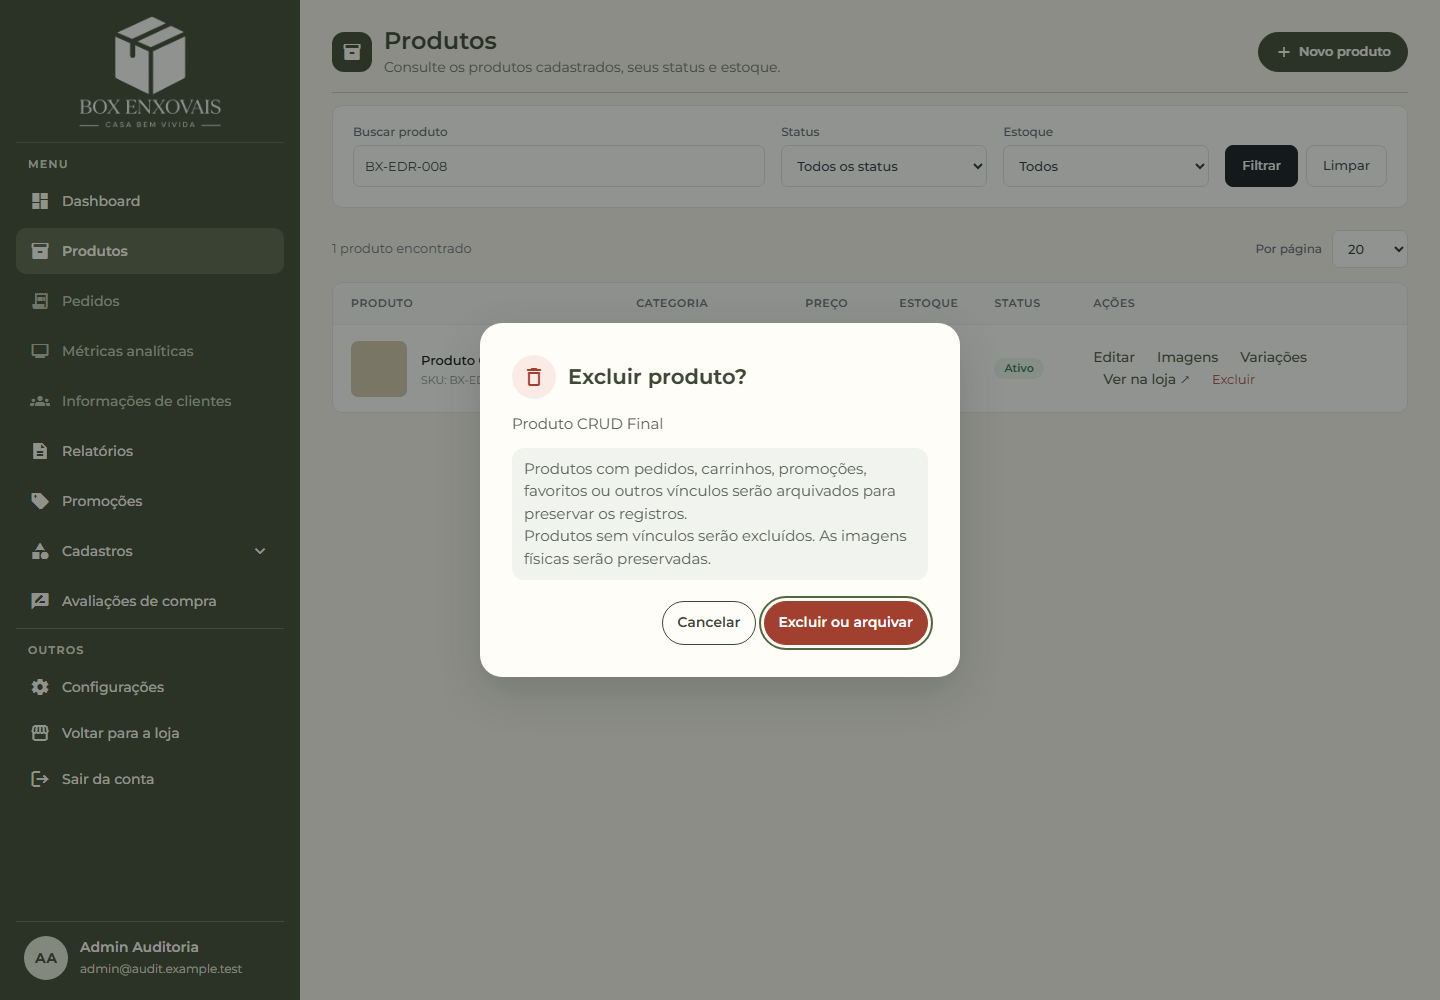 BOX ENXOVAIS
CASA BEM VIVIDA
MENU
Dashboard
Produtos
Pedidos
Métricas analíticas
Informações de clientes
Relatórios
Promoções
Cadastros
Avaliações de compra
OUTROS
Configurações
Voltar para a loja
Sair da conta
AA
Admin Auditoria
admin@audit.example.test
Produtos
Consulte os produtos cadastrados, seus status e estoque.
Novo produto
Buscar produto
Status
Estoque
BX-EDR-008
Todos os status
Todos
Filtrar
Limpar
1 produto encontrado
Por página
20
PRODUTO CATEGORIA PREÇO ESTOQUE STATUS AÇÕES
Produto
SKU: BX-ED
Ativo
Editar Imagens Variações
Ver na loja ↗ Excluir
Excluir produto?
Produto CRUD Final
Produtos com pedidos, carrinhos, promoções,
favoritos ou outros vínculos serão arquivados para
preservar os registros.
Produtos sem vínculos serão excluídos. As imagens
físicas serão preservadas.
Cancelar
Excluir ou arquivar